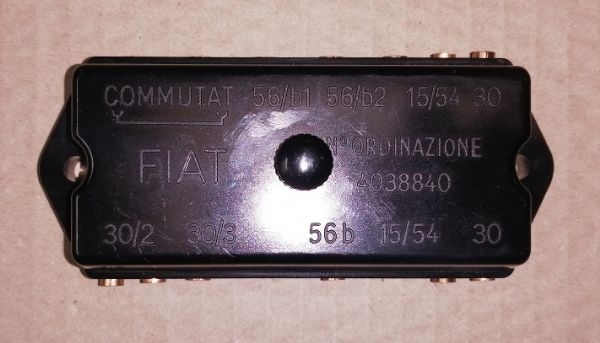 COMMUTAT 56/b1 56/b2 15/54 30
FIAT
N° ORDINAZIONE
4038840
30/2 30/3 56b 15/54 30